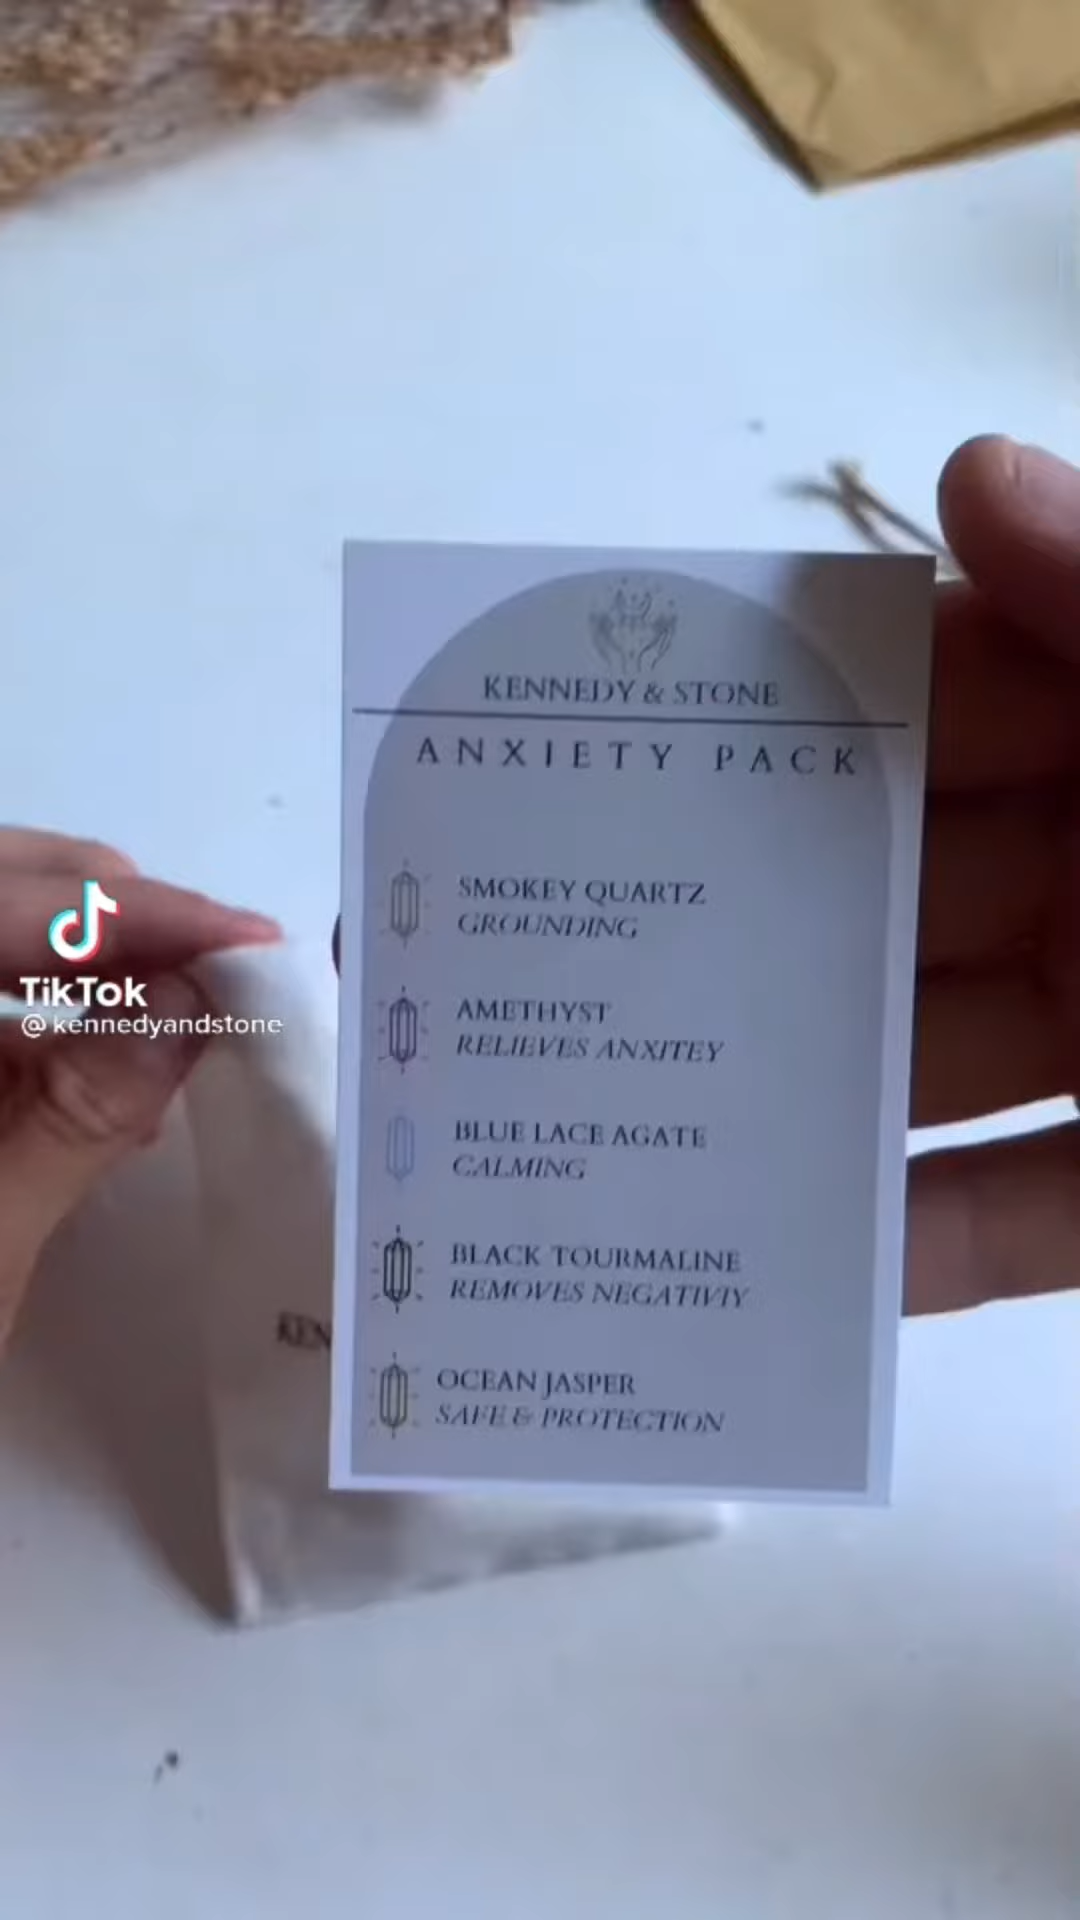 KENNEDY & STONE
ANXIETY PACK
SMOKEY QUARTZ
GROUNDING
AMETHYST
RELIEVES ANXITEY
BLUE LACE AGATE
CALMING
BLACK TOURMALINE
REMOVES NEGATIVIY
OCEAN JASPER
SAFE & PROTECTION
TikTok
@kennedyandstone
KEN